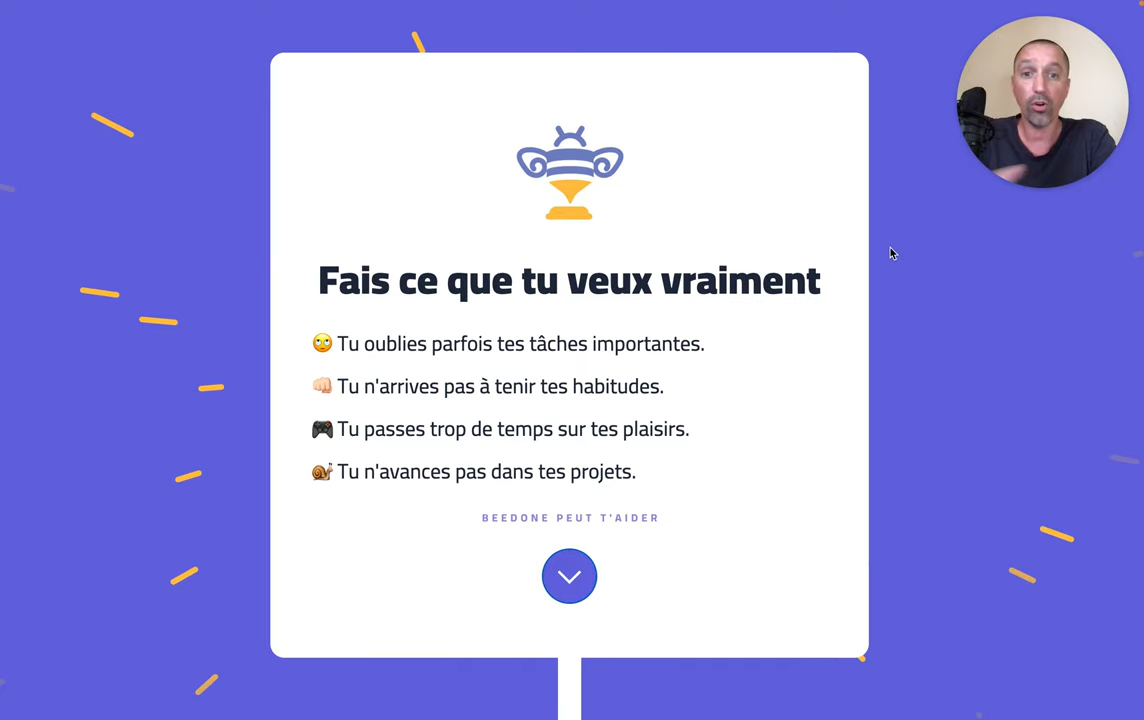 Fais ce que tu veux vraiment
🙄 Tu oublies parfois tes tâches importantes.
👊🏻 Tu n'arrives pas à tenir tes habitudes.
🎮 Tu passes trop de temps sur tes plaisirs.
🐌 Tu n'avances pas dans tes projets.
BEEDONE PEUT T'AIDER